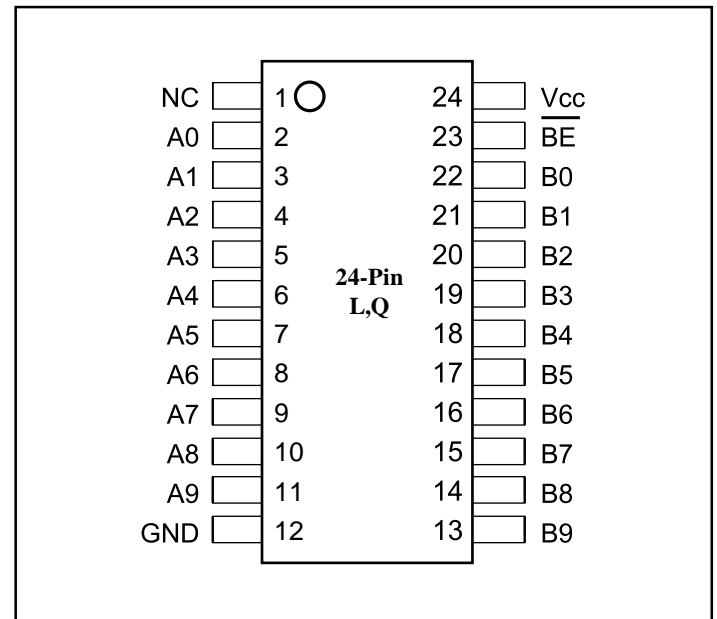 NC 1 24 Vcc
A0 2 23 B̅E̅
A1 3 22 B0
A2 4 21 B1
A3 5 20 B2
24-Pin
A4 6 19 B3
L,Q
A5 7 18 B4
A6 8 17 B5
A7 9 16 B6
A8 10 15 B7
A9 11 14 B8
GND 12 13 B9